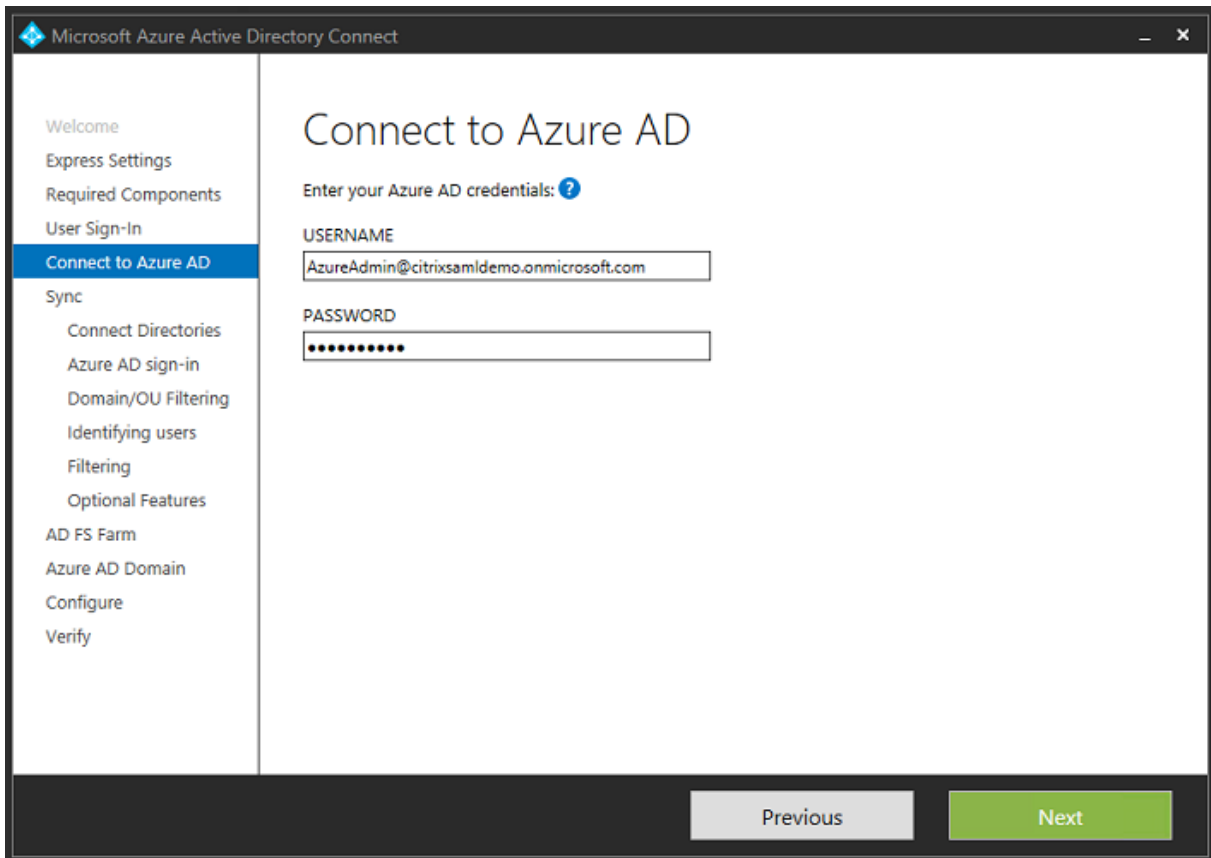 Microsoft Azure Active Directory Connect
Welcome
Express Settings
Required Components
User Sign-In
Connect to Azure AD
Sync
Connect Directories
Azure AD sign-in
Domain/OU Filtering
Identifying users
Filtering
Optional Features
AD FS Farm
Azure AD Domain
Configure
Verify
Connect to Azure AD
Enter your Azure AD credentials: ?
USERNAME
AzureAdmin@citrixsamldemo.onmicrosoft.com
PASSWORD
••••••••••
Previous
Next